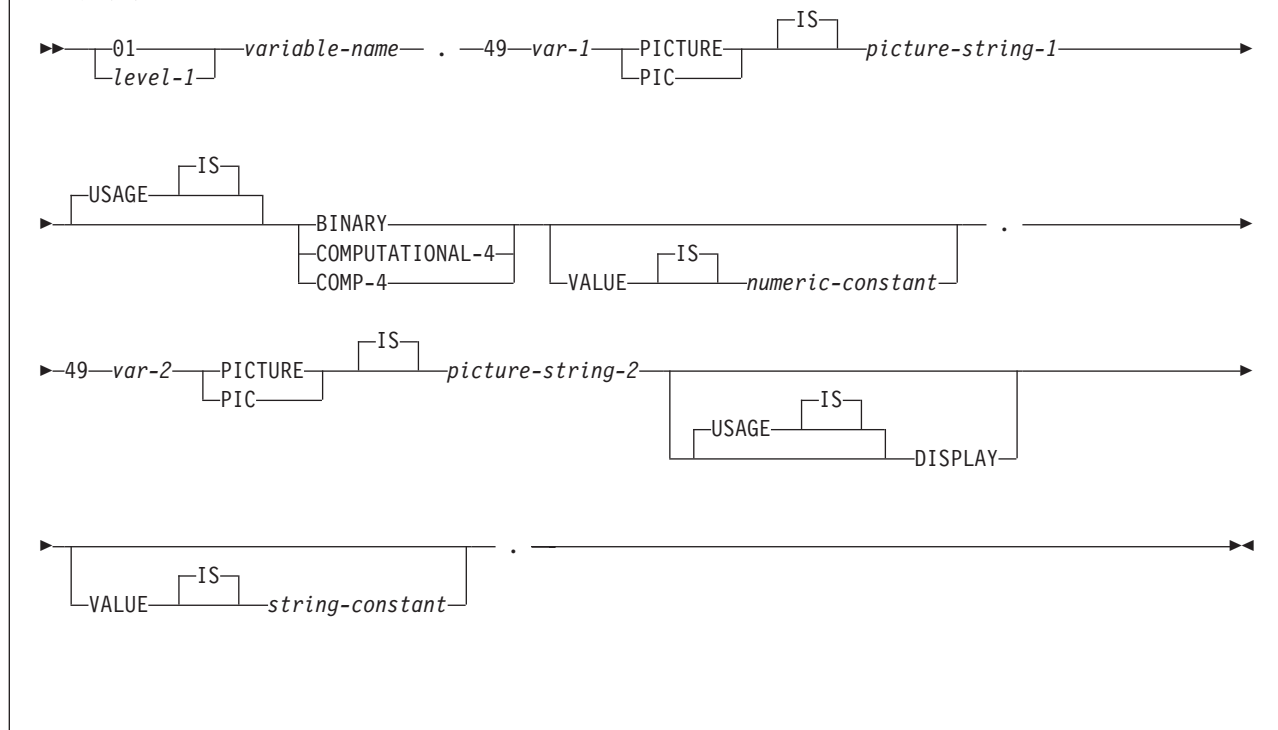 IS
01 variable-name . 49 var-1 PICTURE picture-string-1
level-1 PIC
IS
USAGE
BINARY .
COMPUTATIONAL-4 IS
COMP-4 VALUE numeric-constant
IS
49 var-2 PICTURE picture-string-2
PIC IS
USAGE
DISPLAY
.
IS
VALUE string-constant